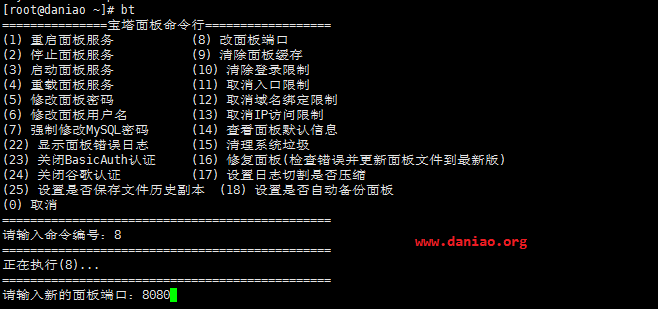 [root@daniao ~]# bt
===============宝塔面板命令行==================
(1) 重启面板服务 (8) 改面板端口
(2) 停止面板服务 (9) 清除面板缓存
(3) 启动面板服务 (10) 清除登录限制
(4) 重载面板服务 (11) 取消入口限制
(5) 修改面板密码 (12) 取消域名绑定限制
(6) 修改面板用户名 (13) 取消IP访问限制
(7) 强制修改MySQL密码 (14) 查看面板默认信息
(22) 显示面板错误日志 (15) 清理系统垃圾
(23) 关闭BasicAuth认证 (16) 修复面板(检查错误并更新面板文件到最新版)
(24) 关闭谷歌认证 (17) 设置日志切割是否压缩
(25) 设置是否保存文件历史副本 (18) 设置是否自动备份面板
(0) 取消
===============================================
请输入命令编号：8
www.daniao.org
===============================================
正在执行(8)...
===============================================
请输入新的面板端口：8080